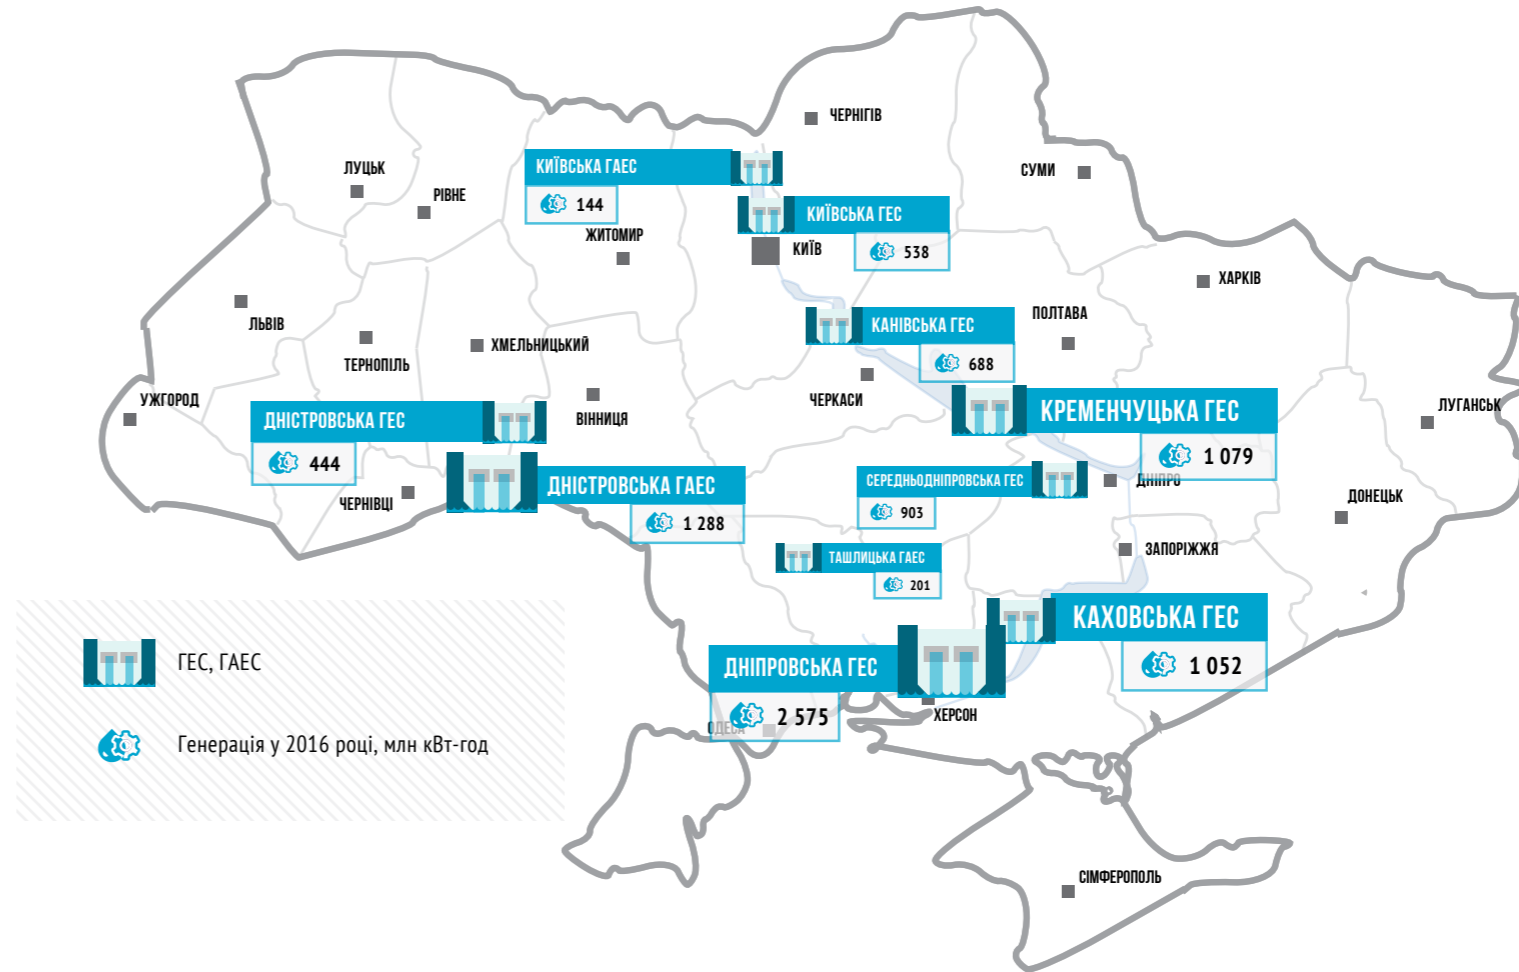 ЧЕРНІГІВ
СУМИ
КИЇВСЬКА ГАЕС
144
ЛУЦЬК
РІВНЕ
КИЇВСЬКА ГЕС
538
ЖИТОМИР
КИЇВ
ХАРКІВ
ЛЬВІВ
КАНІВСЬКА ГЕС
688
ПОЛТАВА
ТЕРНОПІЛЬ
ХМЕЛЬНИЦЬКИЙ
УЖГОРОД
ЧЕРКАСИ
КРЕМЕНЧУЦЬКА ГЕС
1 079
ЛУГАНСЬК
ДНІСТРОВСЬКА ГЕС
444
ВІННИЦЯ
ЧЕРНІВЦІ
ДНІСТРОВСЬКА ГАЕС
1 288
СЕРЕДНЬОДНІПРОВСЬКА ГЕС
903
ДНІПРО
ДОНЕЦЬК
ТАШЛИЦЬКА ГАЕС
201
ЗАПОРІЖЖЯ
КАХОВСЬКА ГЕС
1 052
ДНІПРОВСЬКА ГЕС
2 575
ОДЕСА
ХЕРСОН
ГЕС, ГАЕС
Генерація у 2016 році, млн кВт-год
СІМФЕРОПОЛЬ